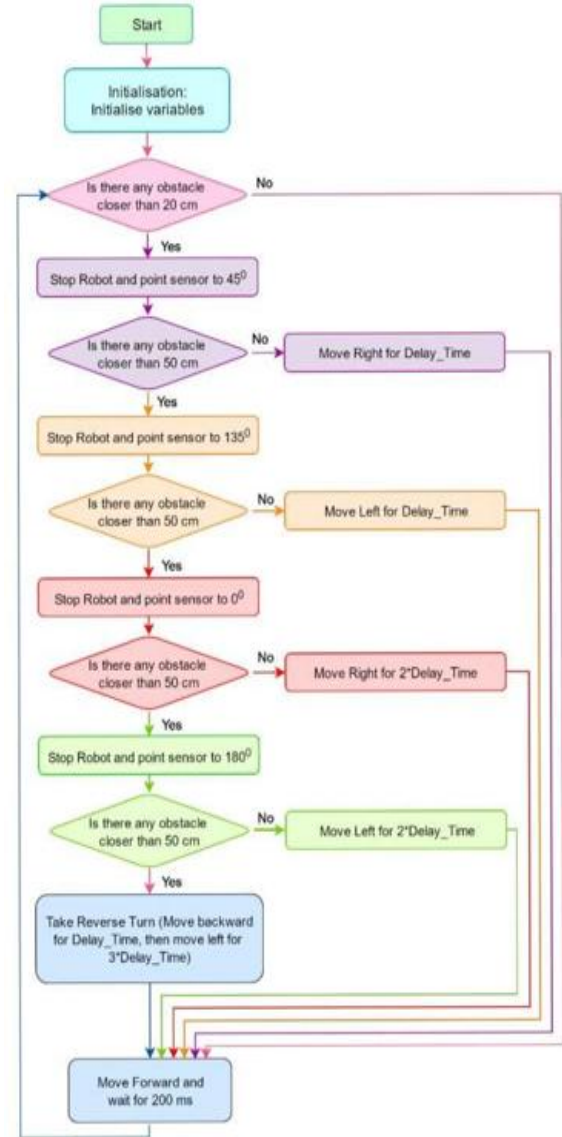 Start
Initialisation:
Initialise variables
Is there any obstacle
closer than 20 cm
No
Yes
Stop Robot and point sensor to 45⁰
Is there any obstacle
closer than 50 cm
No
Move Right for Delay_Time
Yes
Stop Robot and point sensor to 135⁰
Is there any obstacle
closer than 50 cm
No
Move Left for Delay_Time
Yes
Stop Robot and point sensor to 0⁰
Is there any obstacle
closer than 50 cm
No
Move Right for 2*Delay_Time
Yes
Stop Robot and point sensor to 180⁰
Is there any obstacle
closer than 50 cm
No
Move Left for 2*Delay_Time
Yes
Take Reverse Turn (Move backward
for Delay_Time, then move left for
3*Delay_Time)
Move Forward and
wait for 200 ms